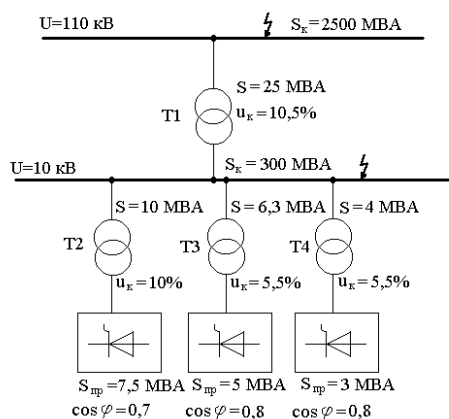 U=110 кВ
Sк = 2500 МВА
S = 25 МВА
T1
uк = 10,5%
Sк = 300 МВА
U=10 кВ
S = 10 МВА
S = 6,3 МВА
S = 4 МВА
T2
T3
T4
uк = 10%
uк = 5,5%
uк = 5,5%
Sпр = 7,5 МВА
Sпр = 5 МВА
Sпр = 3 МВА
cos φ = 0,7
cos φ = 0,8
cos φ = 0,8